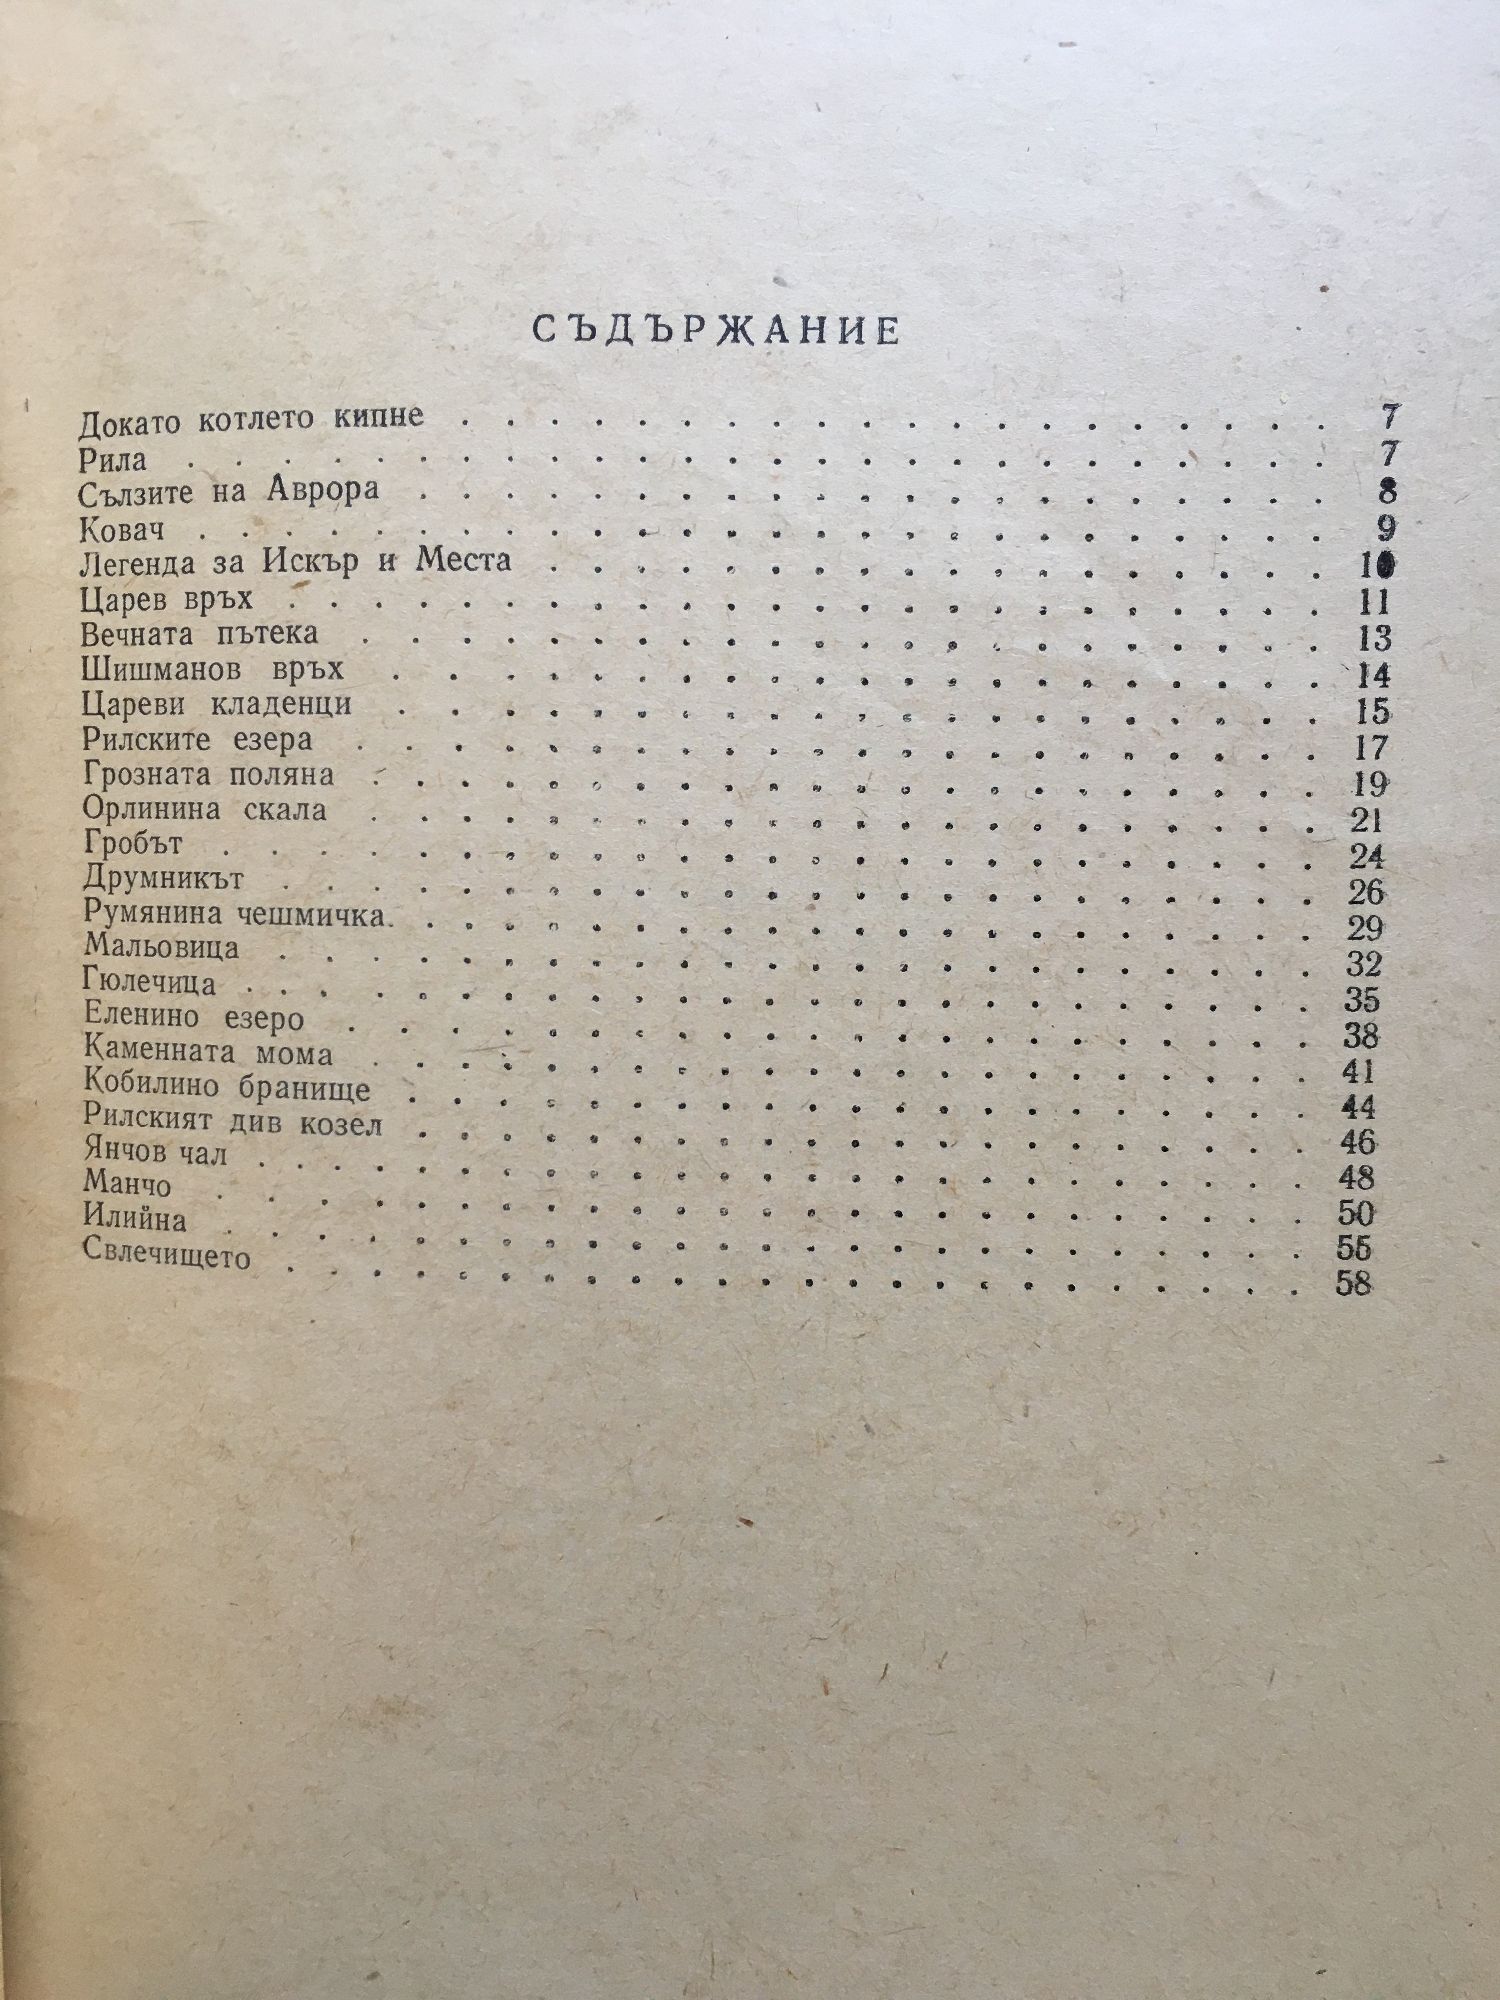 СЪДЪРЖАНИЕ
Докато котлето кипне . . . . . . . . . . . . . . . . . . . . 7
Рила . . . . . . . . . . . . . . . . . . . . 7
Сълзите на Аврора . . . . . . . . . . . . . . . . . . . . 8
Ковач . . . . . . . . . . . . . . . . . . . . 9
Легенда за Искър и Места . . . . . . . . . . . . . . . . . . 10
Царев връх . . . . . . . . . . . . . . . . . . . . 11
Вечната пътека . . . . . . . . . . . . . . . . . . . . 13
Шишманов връх . . . . . . . . . . . . . . . . . . . . 14
Цареви кладенци . . . . . . . . . . . . . . . . . . . . 15
Рилските езера . . . . . . . . . . . . . . . . . . . . 17
Грозната поляна . . . . . . . . . . . . . . . . . . . . 19
Орлинина скала . . . . . . . . . . . . . . . . . . . . 21
Гробът . . . . . . . . . . . . . . . . . . . . 24
Друмникът . . . . . . . . . . . . . . . . . . . . 26
Румянина чешмичка . . . . . . . . . . . . . . . . . . . . 29
Мальовица . . . . . . . . . . . . . . . . . . . . 32
Гюлечица . . . . . . . . . . . . . . . . . . . . 35
Еленино езеро . . . . . . . . . . . . . . . . . . . . 38
Каменната мома . . . . . . . . . . . . . . . . . . . . 41
Кобилино бранище . . . . . . . . . . . . . . . . . . . . 44
Рилският див козел . . . . . . . . . . . . . . . . . . . . 46
Янчов чал . . . . . . . . . . . . . . . . . . . . 48
Манчо . . . . . . . . . . . . . . . . . . . . 50
Илийна . . . . . . . . . . . . . . . . . . . . 55
Свлечището . . . . . . . . . . . . . . . . . . . . 58